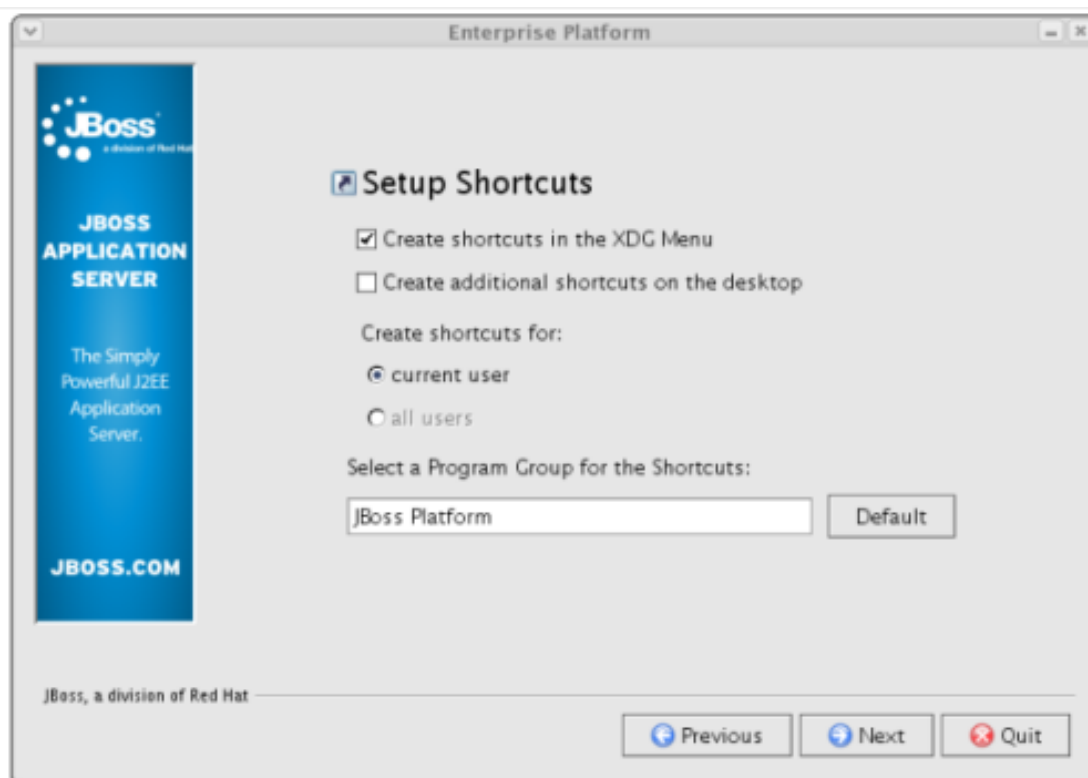 Enterprise Platform
JBoss
a division of Red Hat
JBOSS
APPLICATION
SERVER
The Simply
Powerful J2EE
Application
Server.
JBOSS.COM
Setup Shortcuts
Create shortcuts in the XDG Menu
Create additional shortcuts on the desktop
Create shortcuts for:
current user
all users
Select a Program Group for the Shortcuts:
JBoss Platform
Default
JBoss, a division of Red Hat
Previous
Next
Quit